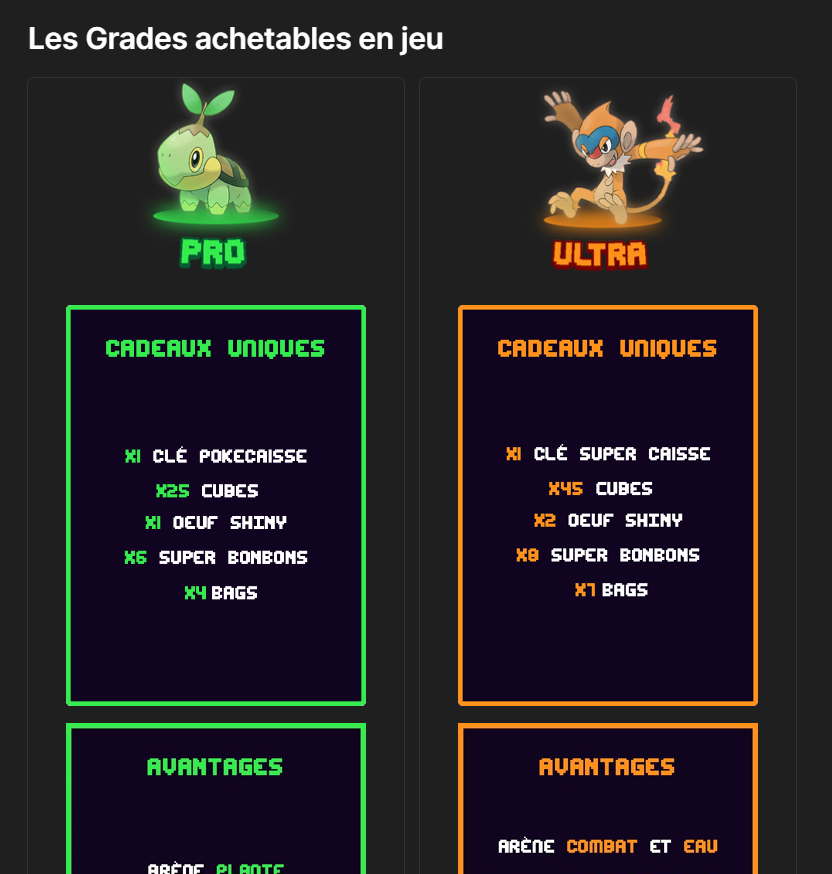 Les Grades achetables en jeu
PRO
CADEAUX UNIQUES
X1 CLÉ POKECAISSE
X25 CUBES
X1 OEUF SHINY
X6 SUPER BONBONS
X4 BAGS
AVANTAGES
ARÈNE PLANTE
ULTRA
CADEAUX UNIQUES
X1 CLÉ SUPER CAISSE
X45 CUBES
X2 OEUF SHINY
X8 SUPER BONBONS
X7 BAGS
AVANTAGES
ARÈNE COMBAT ET EAU